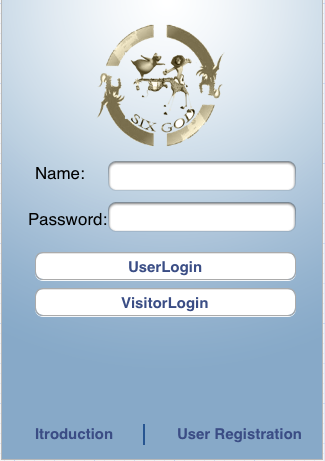 SIX GOD
Name:
Password:
UserLogin
VisitorLogin
Itroduction | User Registration